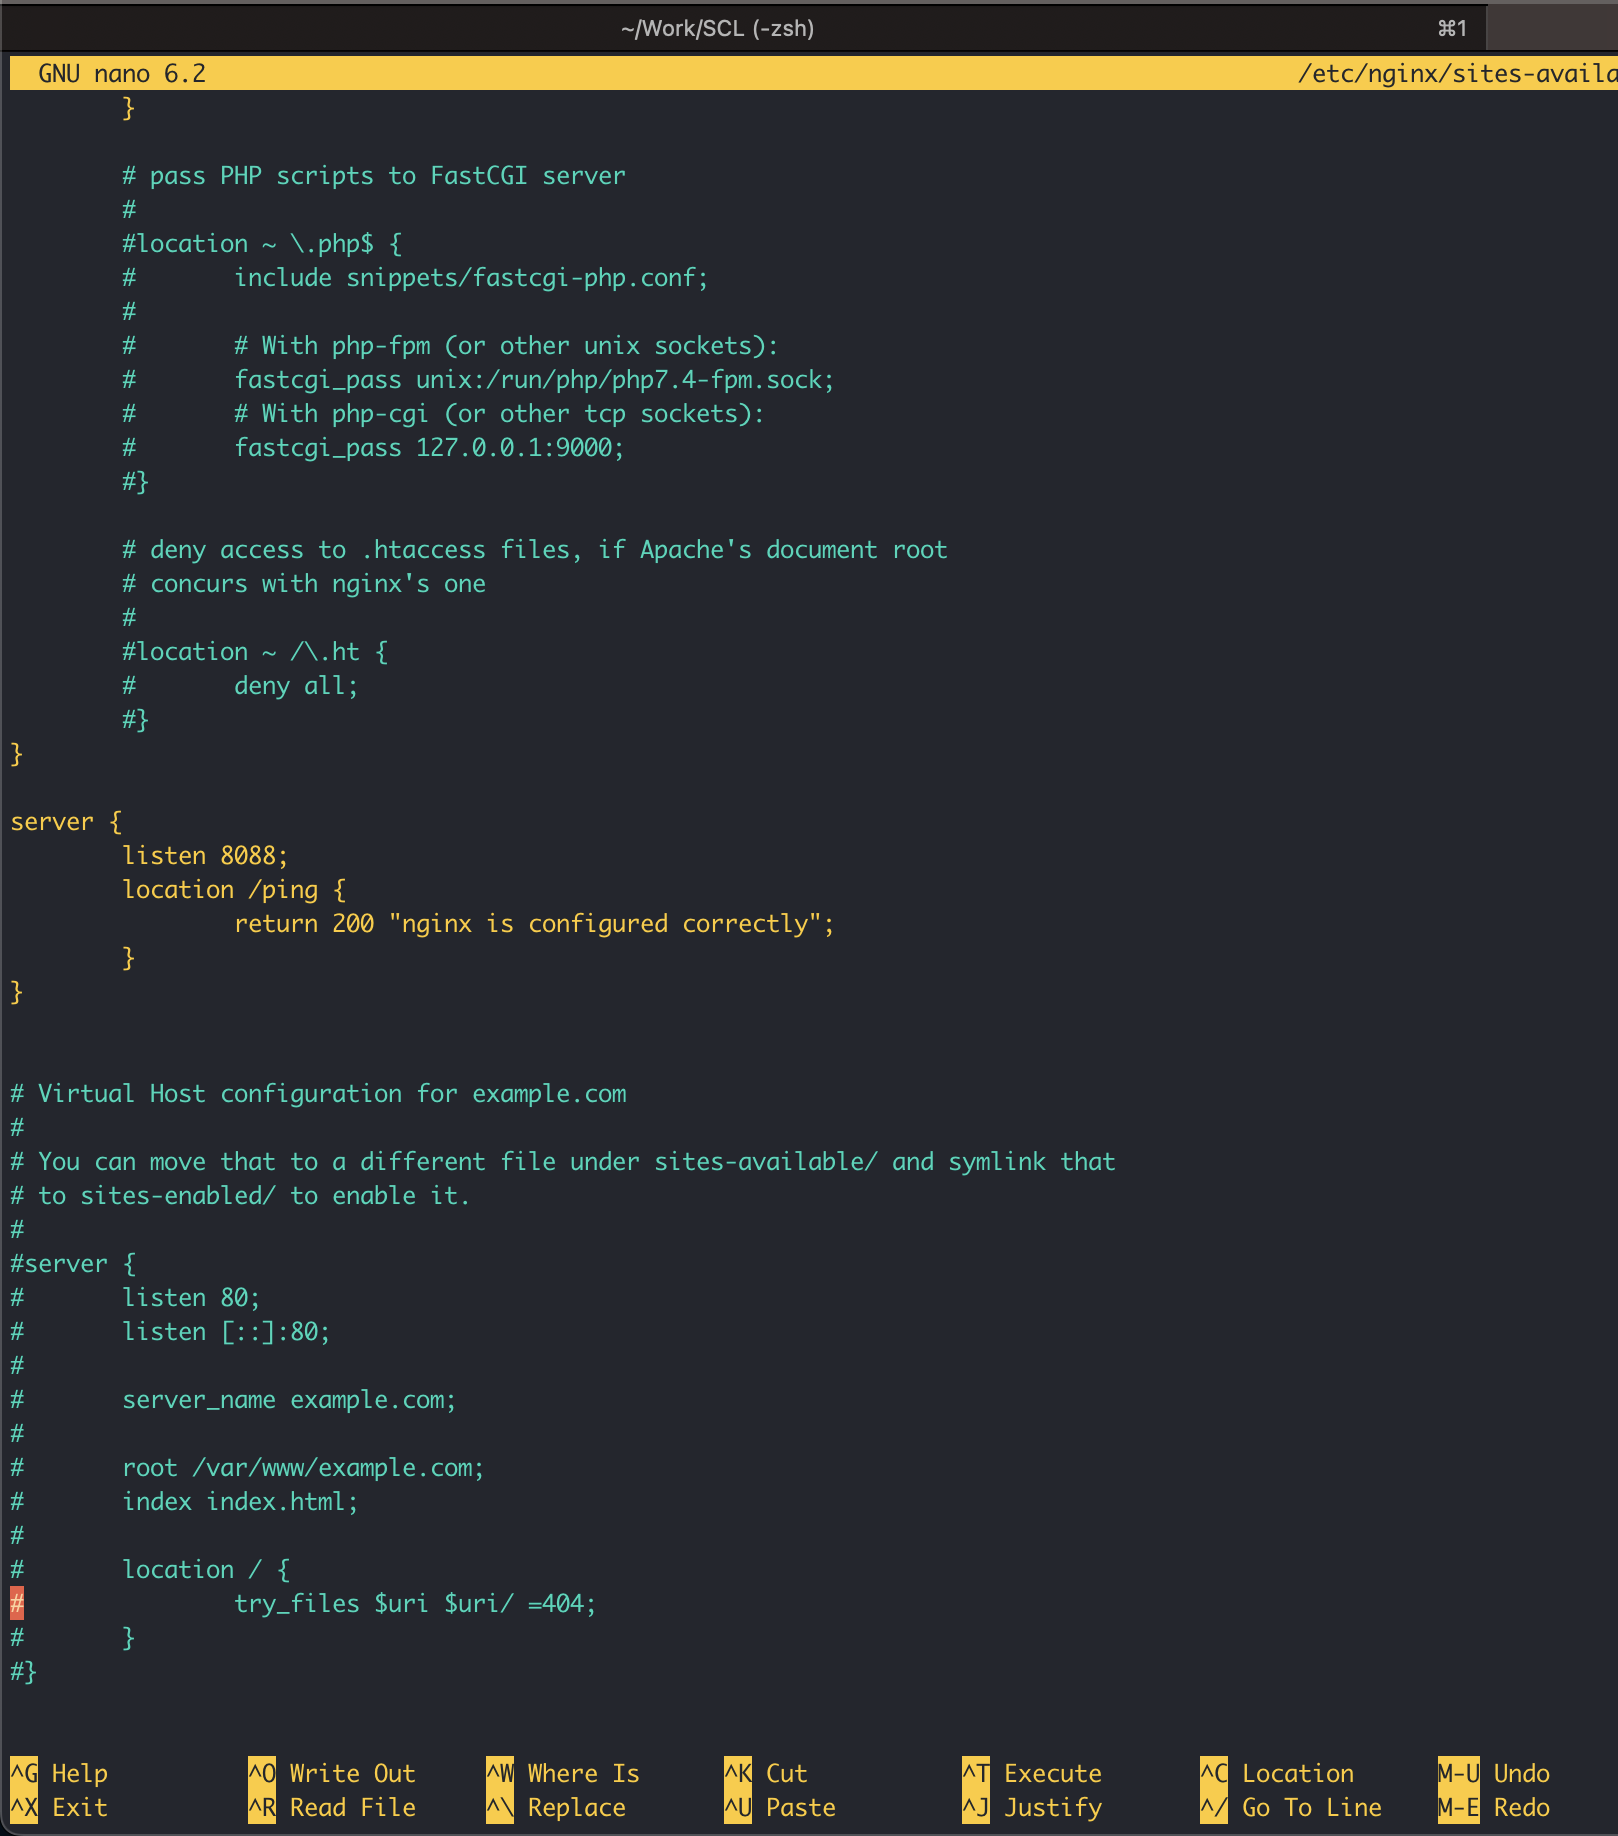 ~/Work/SCL (-zsh) ⌘1
GNU nano 6.2 /etc/nginx/sites-availa
}
# pass PHP scripts to FastCGI server
#
#location ~ \.php$ {
# include snippets/fastcgi-php.conf;
#
# # With php-fpm (or other unix sockets):
# fastcgi_pass unix:/run/php/php7.4-fpm.sock;
# # With php-cgi (or other tcp sockets):
# fastcgi_pass 127.0.0.1:9000;
#}
# deny access to .htaccess files, if Apache's document root
# concurs with nginx's one
#
#location ~ /\.ht {
# deny all;
#}
}
server {
listen 8088;
location /ping {
return 200 "nginx is configured correctly";
}
}
# Virtual Host configuration for example.com
#
# You can move that to a different file under sites-available/ and symlink that
# to sites-enabled/ to enable it.
#
#server {
# listen 80;
# listen [::]:80;
#
# server_name example.com;
#
# root /var/www/example.com;
# index index.html;
#
# location / {
# try_files $uri $uri/ =404;
# }
#}
^G Help ^O Write Out ^W Where Is ^K Cut ^T Execute ^C Location M-U Undo
^X Exit ^R Read File ^\ Replace ^U Paste ^J Justify ^/ Go To Line M-E Redo